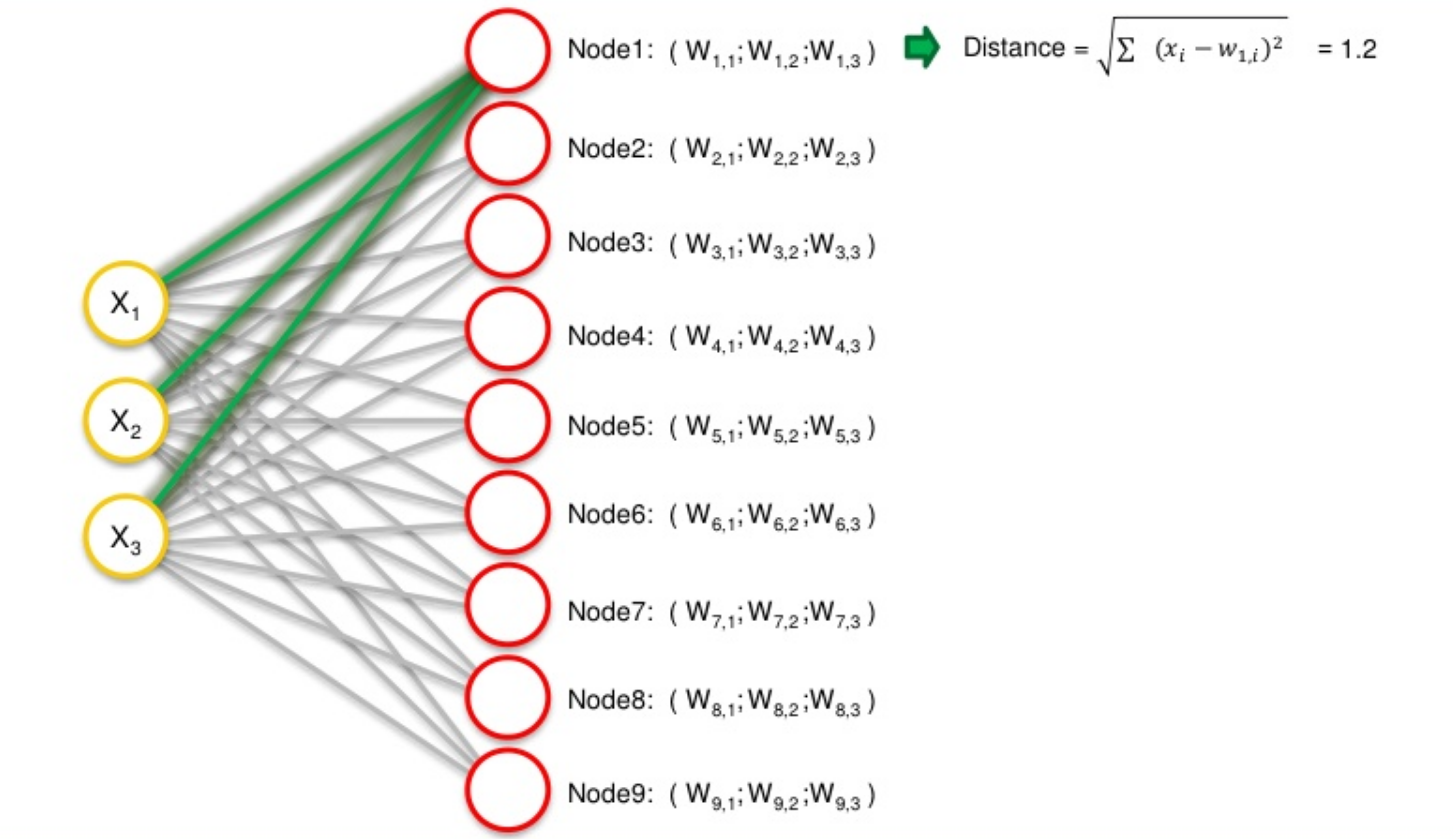 Node1: ( W1,1; W1,2 ;W1,3 ) Distance = √Σ (xi − w1,i)² = 1.2
Node2: ( W2,1; W2,2 ;W2,3 )
Node3: ( W3,1; W3,2 ;W3,3 )
X1
Node4: ( W4,1; W4,2 ;W4,3 )
X2
Node5: ( W5,1; W5,2 ;W5,3 )
Node6: ( W6,1; W6,2 ;W6,3 )
X3
Node7: ( W7,1; W7,2 ;W7,3 )
Node8: ( W8,1; W8,2 ;W8,3 )
Node9: ( W9,1; W9,2 ;W9,3 )